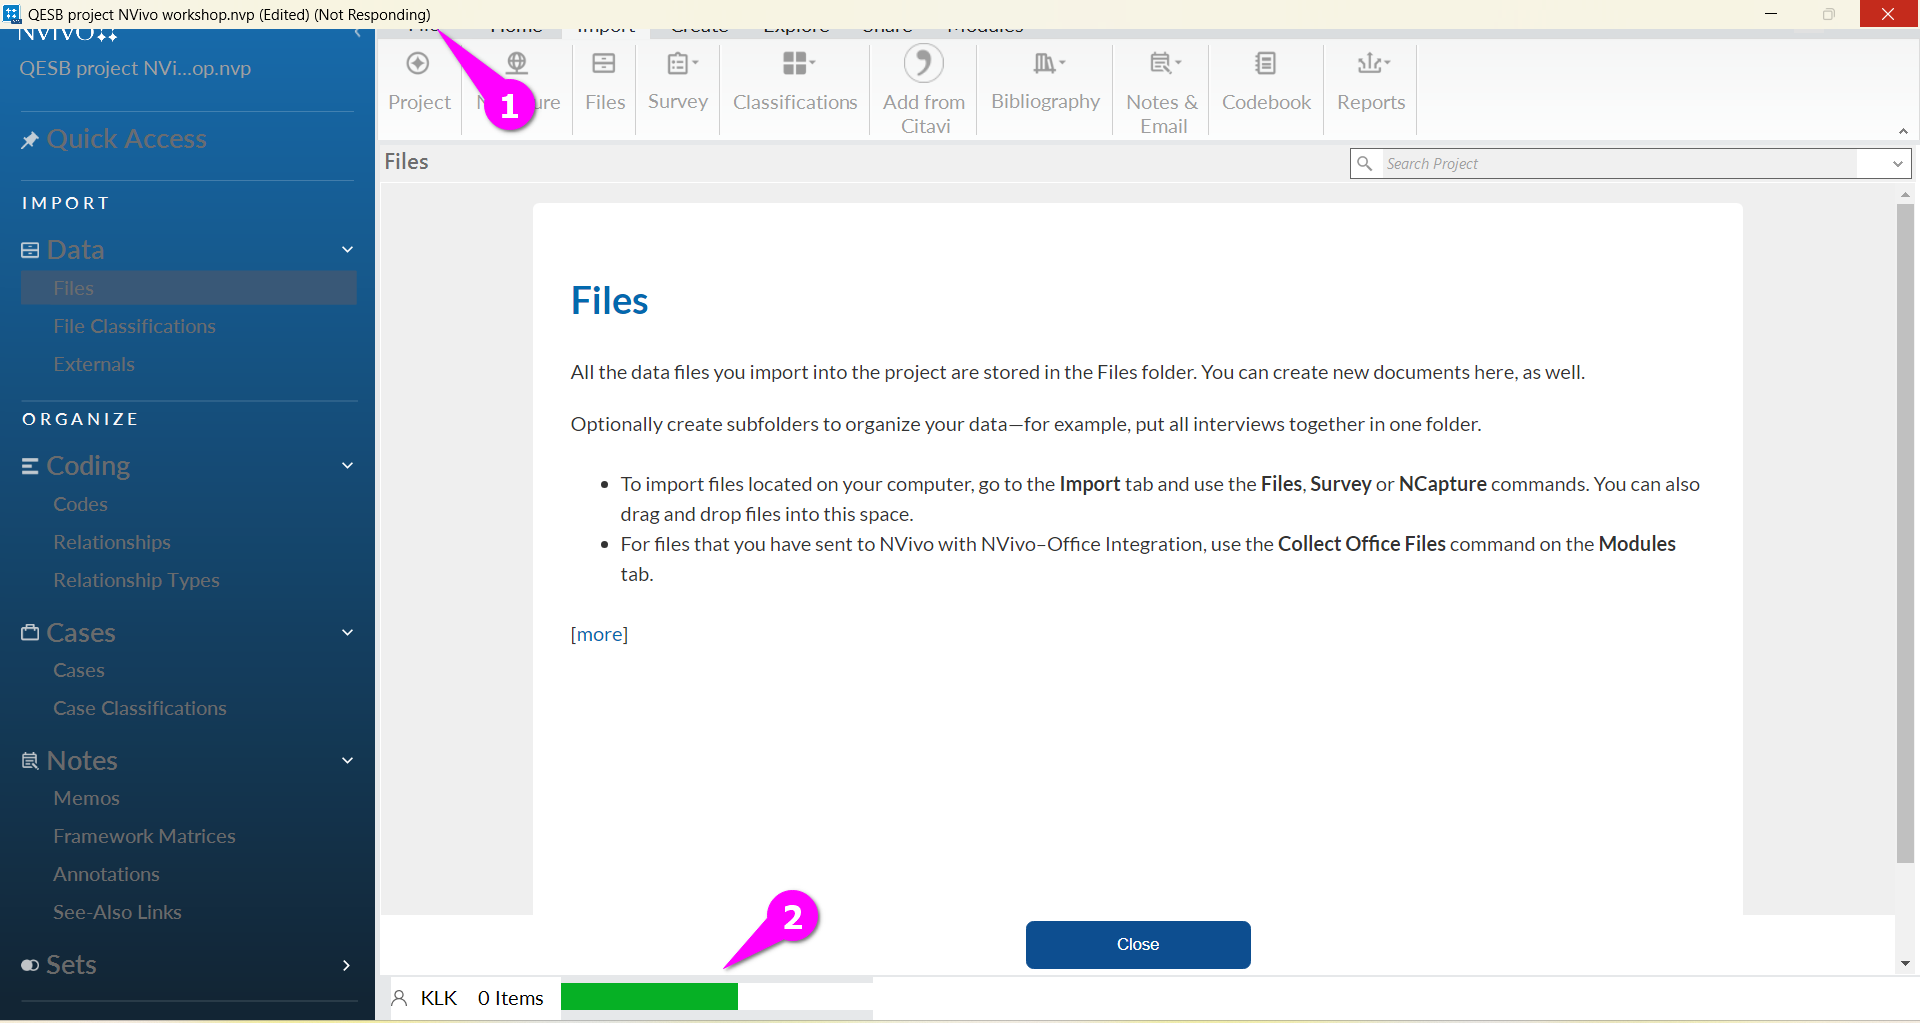 QESB project NVivo workshop.nvp (Edited) (Not Responding)
NVIVO
QESB project NVi...op.nvp
File Home Import Create Explore Share Modules
Project
Files
Survey
Classifications
Add from
Citavi
Bibliography
Notes &
Email
Codebook
Reports
1
Quick Access
Files
Search Project
IMPORT
Data
Files
File Classifications
Externals
ORGANIZE
Coding
Codes
Relationships
Relationship Types
Cases
Cases
Case Classifications
Notes
Memos
Framework Matrices
Annotations
See-Also Links
Sets
Files
All the data files you import into the project are stored in the Files folder. You can create new documents here, as well.
Optionally create subfolders to organize your data—for example, put all interviews together in one folder.
• To import files located on your computer, go to the Import tab and use the Files, Survey or NCapture commands. You can also
drag and drop files into this space.
• For files that you have sent to NVivo with NVivo–Office Integration, use the Collect Office Files command on the Modules
tab.
[more]
2
Close
KLK 0 Items